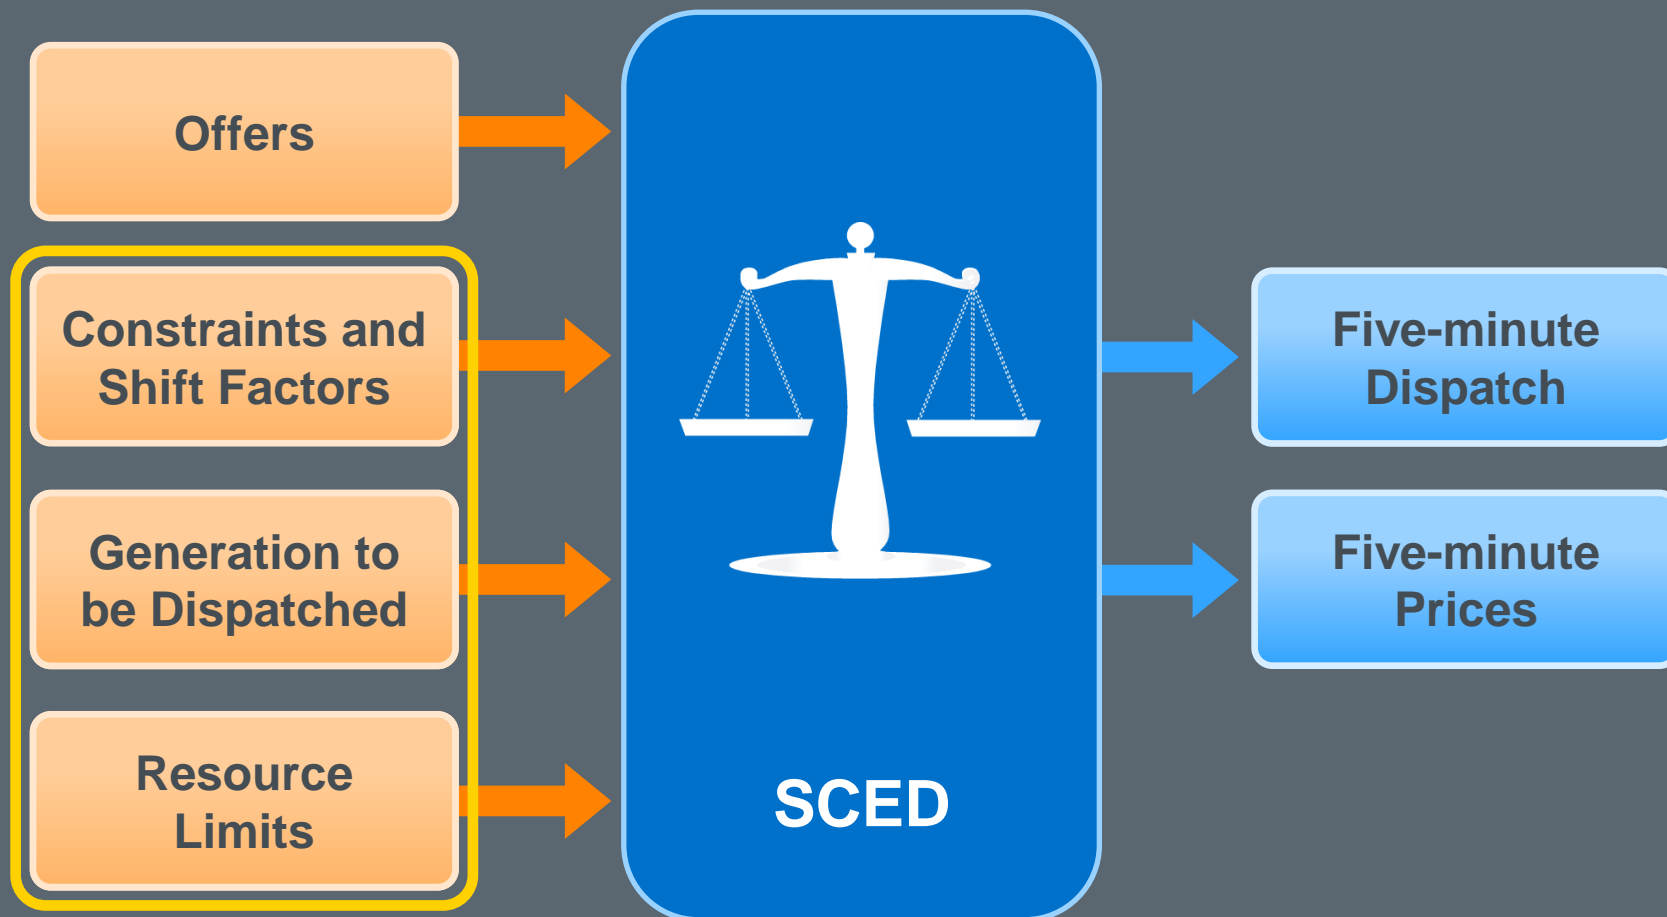 Offers
Constraints and
Shift Factors
Generation to
be Dispatched
Resource
Limits
SCED
Five-minute
Dispatch
Five-minute
Prices